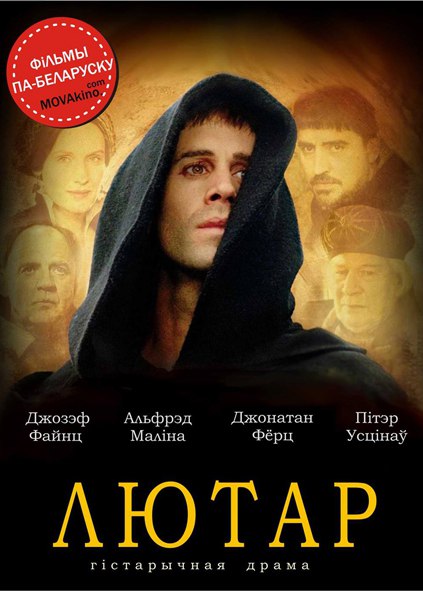 ФіЛЬМЫ
ПА-БЕЛАРУСКУ
MOVAkino.com
Джозэф
Файнц
Альфрэд
Маліна
Джонатан
Фёрц
Пітэр
Усцінаў
ЛЮТАР
гістарычная драма